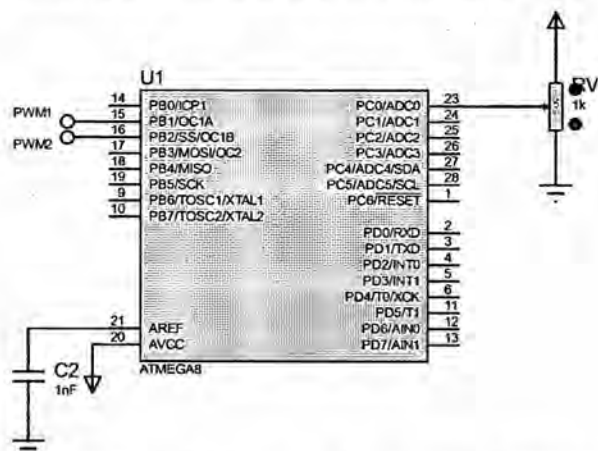 U1
PWM1
PWM2
14 PB0/ICP1
15 PB1/OC1A
16 PB2/SS/OC1B
17 PB3/MOSI/OC2
18 PB4/MISO
19 PB5/SCK
9 PB6/TOSC1/XTAL1
10 PB7/TOSC2/XTAL2
21 AREF
20 AVCC
PC0/ADC0 23
PC1/ADC1 24
PC2/ADC2 25
PC3/ADC3 26
PC4/ADC4/SDA 27
PC5/ADC5/SCL 28
PC6/RESET 1
PD0/RXD 2
PD1/TXD 3
PD2/INT0 4
PD3/INT1 5
PD4/T0/XCK 6
PD5/T1 11
PD6/AIN0 12
PD7/AIN1 13
ATMEGA8
C2
1nF
RV
1k